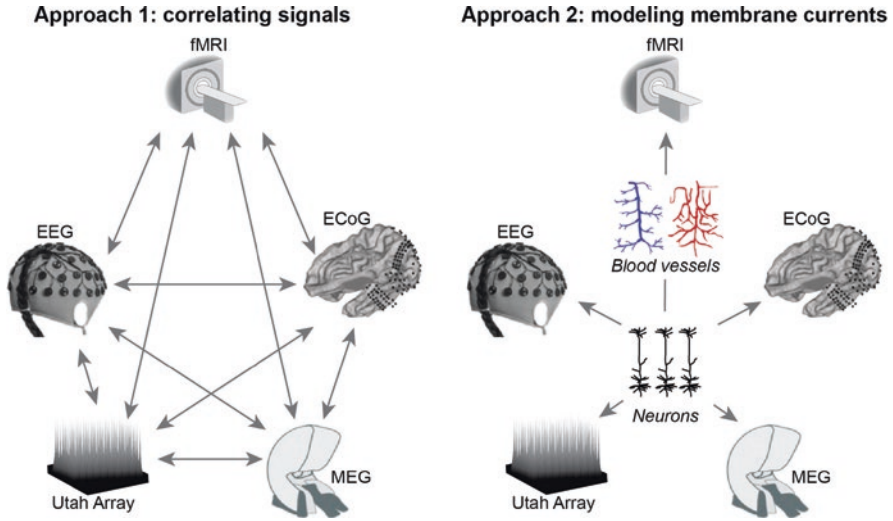 Approach 1: correlating signals
fMRI
EEG
ECoG
Utah Array
MEG
Approach 2: modeling membrane currents
fMRI
EEG
ECoG
Blood vessels
Neurons
Utah Array
MEG